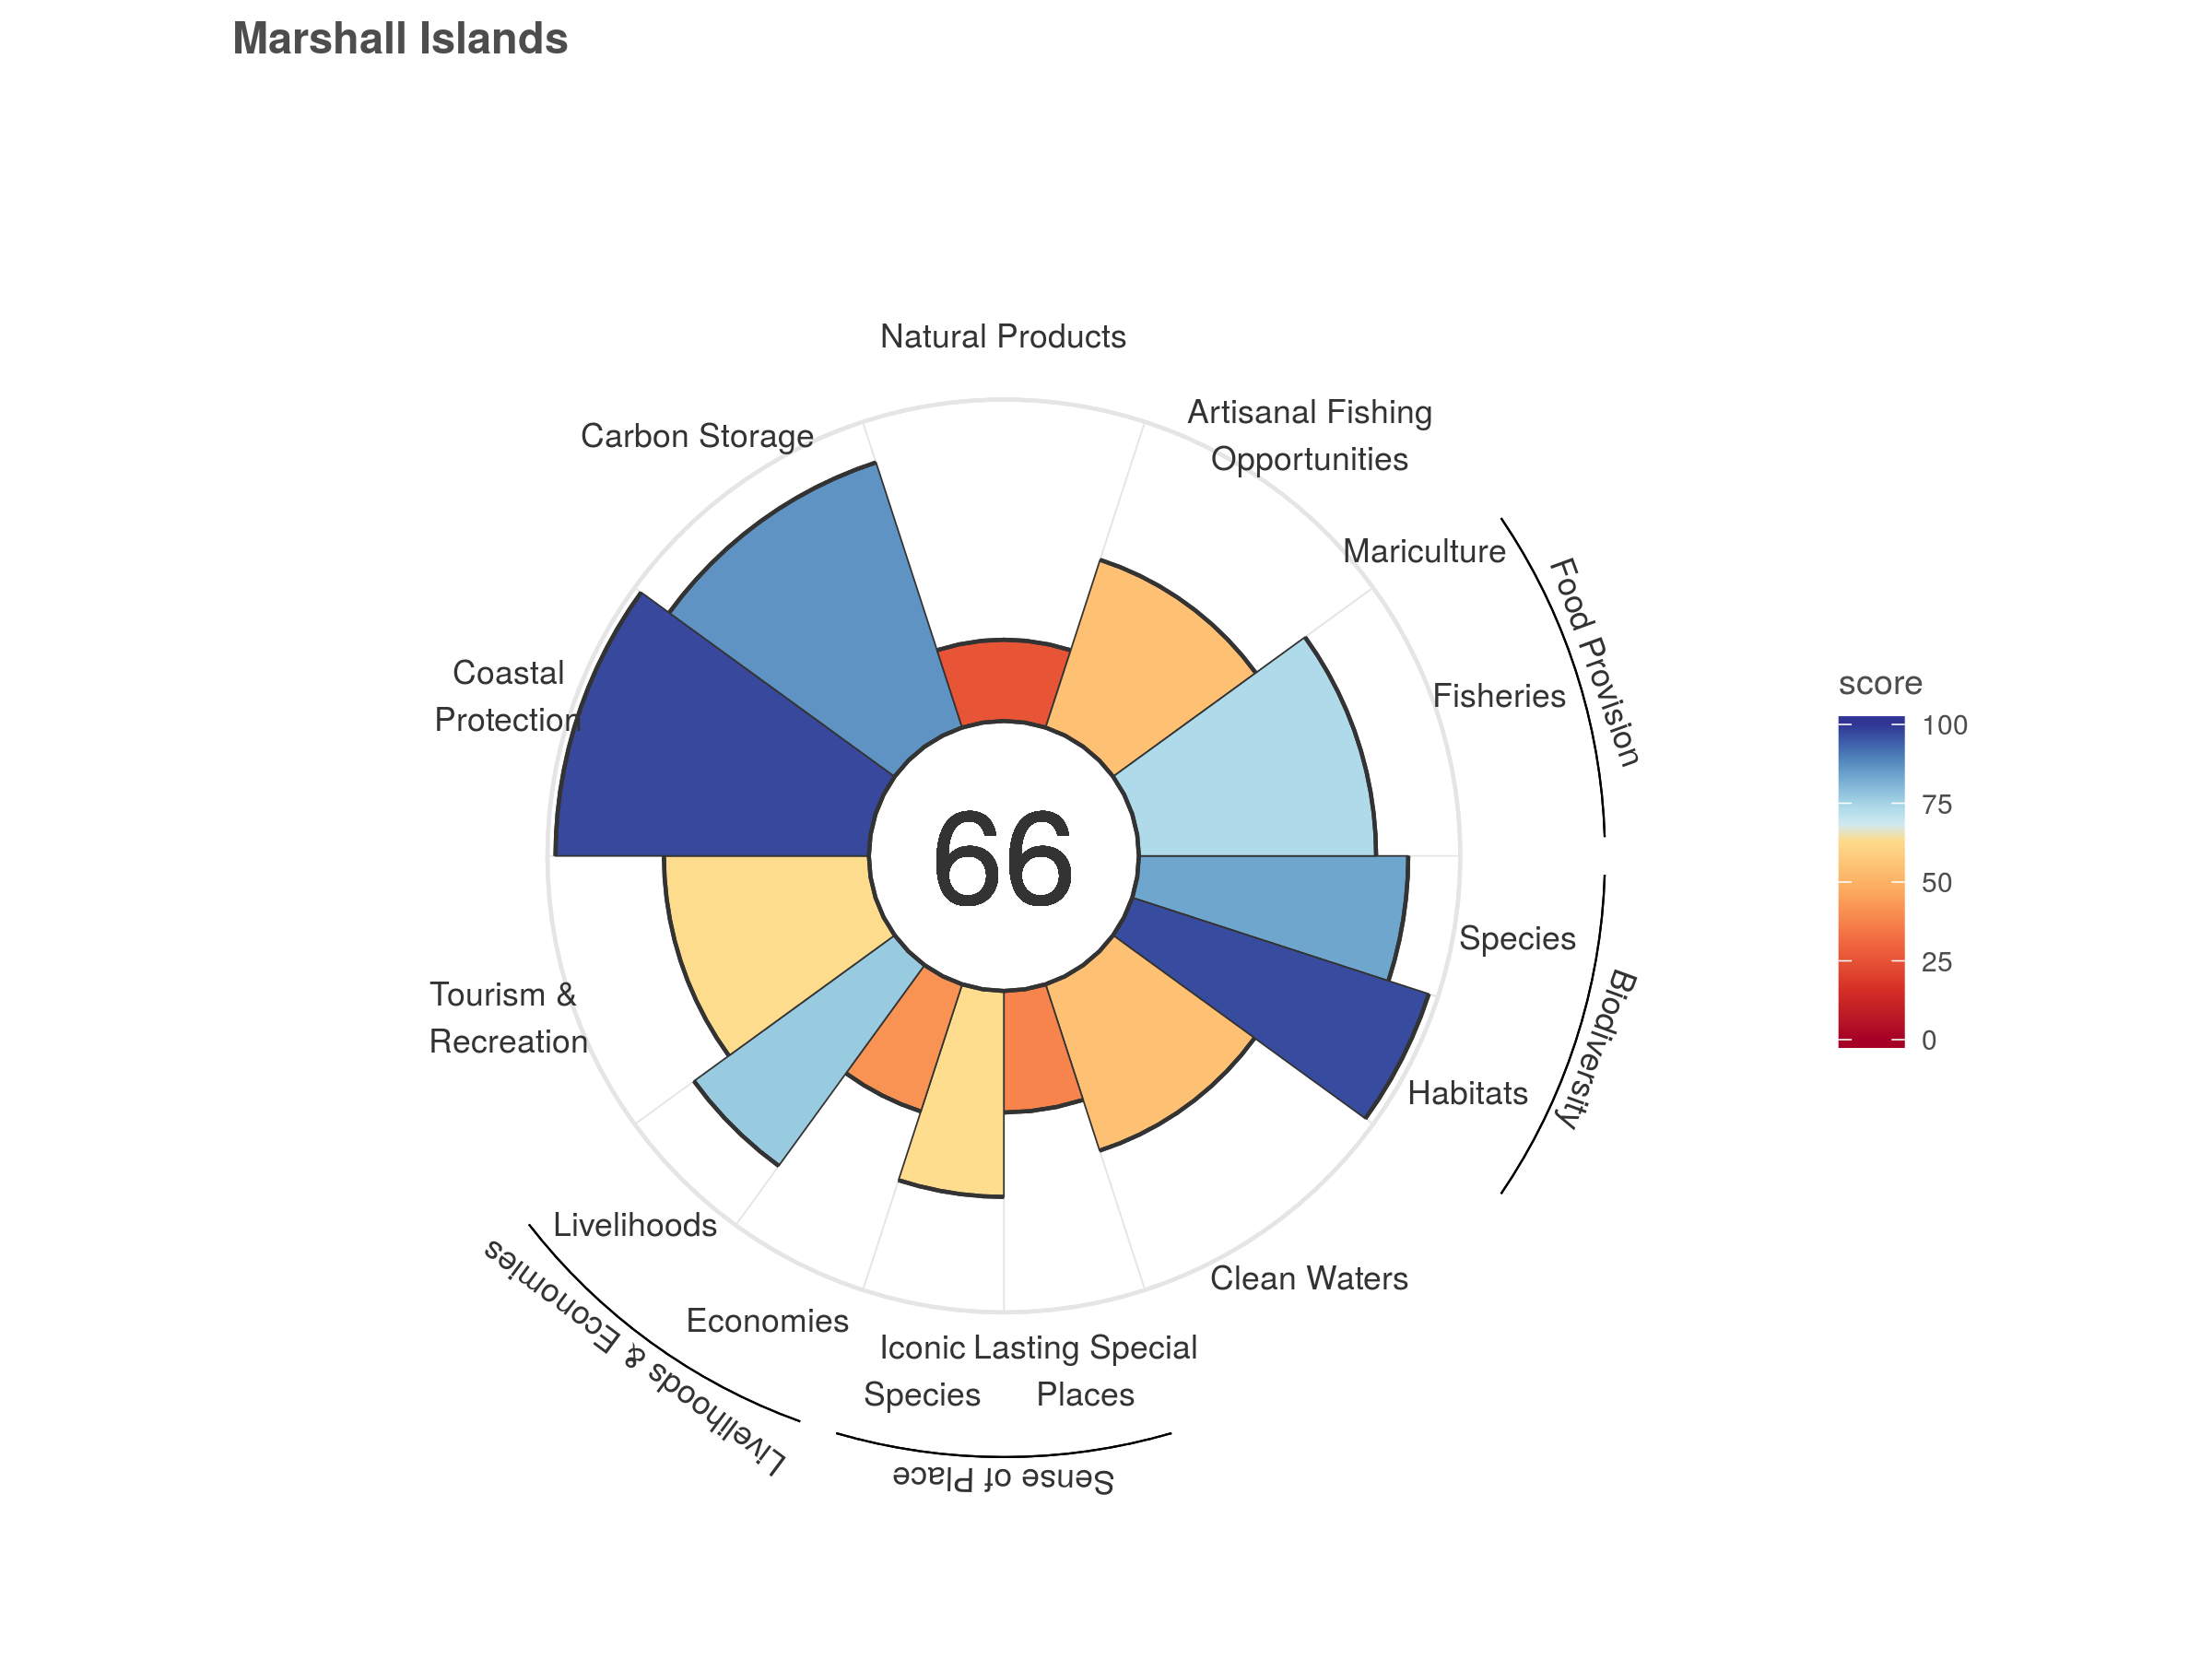 Marshall Islands
Natural Products
Artisanal Fishing
Opportunities
Carbon Storage
Mariculture
Food Provision
Fisheries
Coastal
Protection
66
score
100
75
50
25
0
Species
Biodiversity
Habitats
Tourism &
Recreation
Livelihoods
Livelihoods & Economies
Economies
Clean Waters
Iconic
Species
Lasting Special
Places
Sense of Place